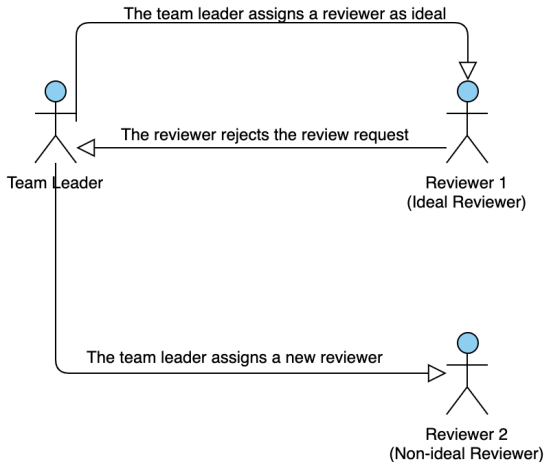 The team leader assigns a reviewer as ideal
The reviewer rejects the review request
Team Leader
Reviewer 1
(Ideal Reviewer)
The team leader assigns a new reviewer
Reviewer 2
(Non-ideal Reviewer)